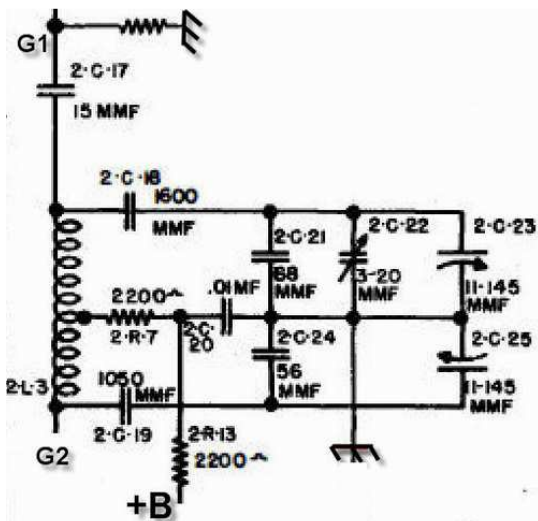 G1
2·C·17
15 MMF
2·C·18
1600
MMF
2·C·21
68
MMF
2·C·22
3-20
MMF
2·C·23
11-145
MMF
2200~
2·R·7
.01MF
2·C·
20
2·C·24
56
MMF
2·C·25
11-145
MMF
2·L·3
1050
MMF
2·C·19
G2
2·R·13
2200~
+B